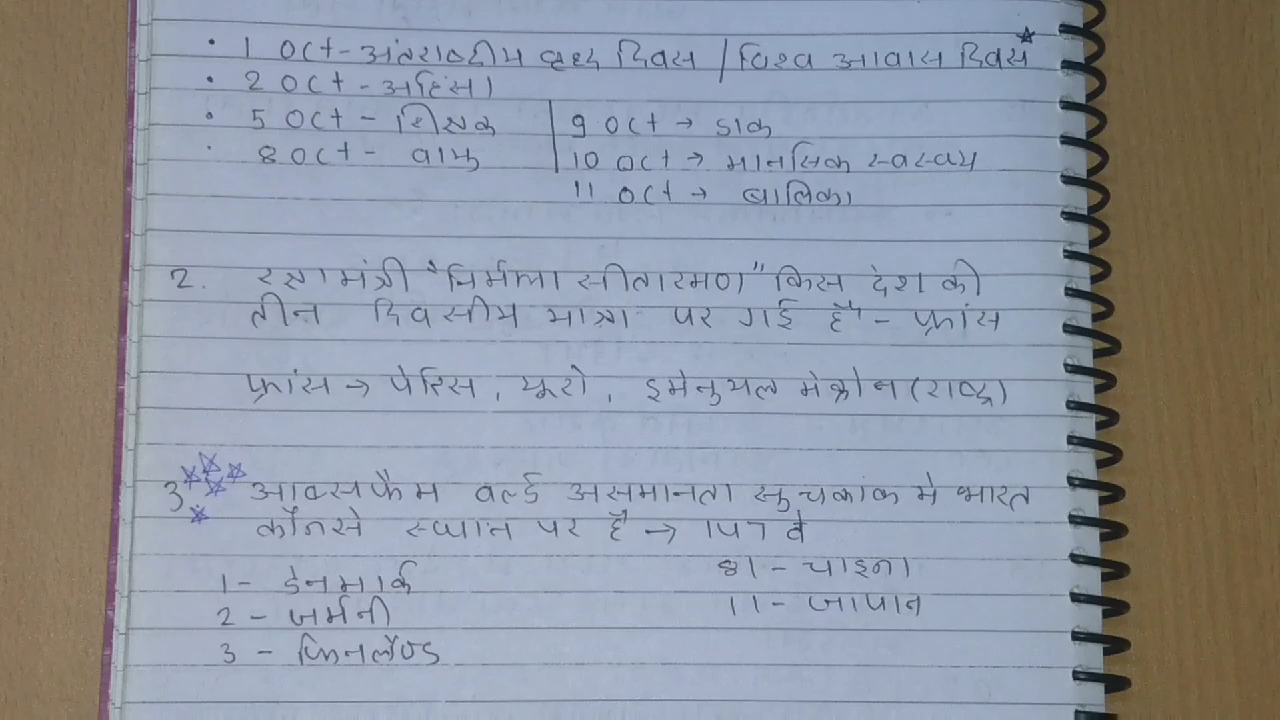 • 1 Oct - अंतराष्ट्रीय वृध्द दिवस / विश्व आवास दिवस
• 2 Oct - अहिंसा
• 5 Oct - शिक्षक
• 8 Oct - वायु
9 Oct → डाक
10 Oct → मानसिक स्वास्थ्य
11 Oct → बालिका
2. रक्षामंत्री "निर्मला सीतारमण" किस देश की
तीन दिवसीय यात्रा पर गई है - फ्रांस
फ्रांस → पेरिस, यूरो, इमेनुयल मेक्रोन (राष्ट्र)
3 आक्सफैम वर्ल्ड असमानता सुचकांक मे भारत
कौनसे स्थान पर है → 147 वे
1 - डेनमार्क
2 - जर्मनी
3 - फिनलैण्ड
81 - चाइना
11 - जापान